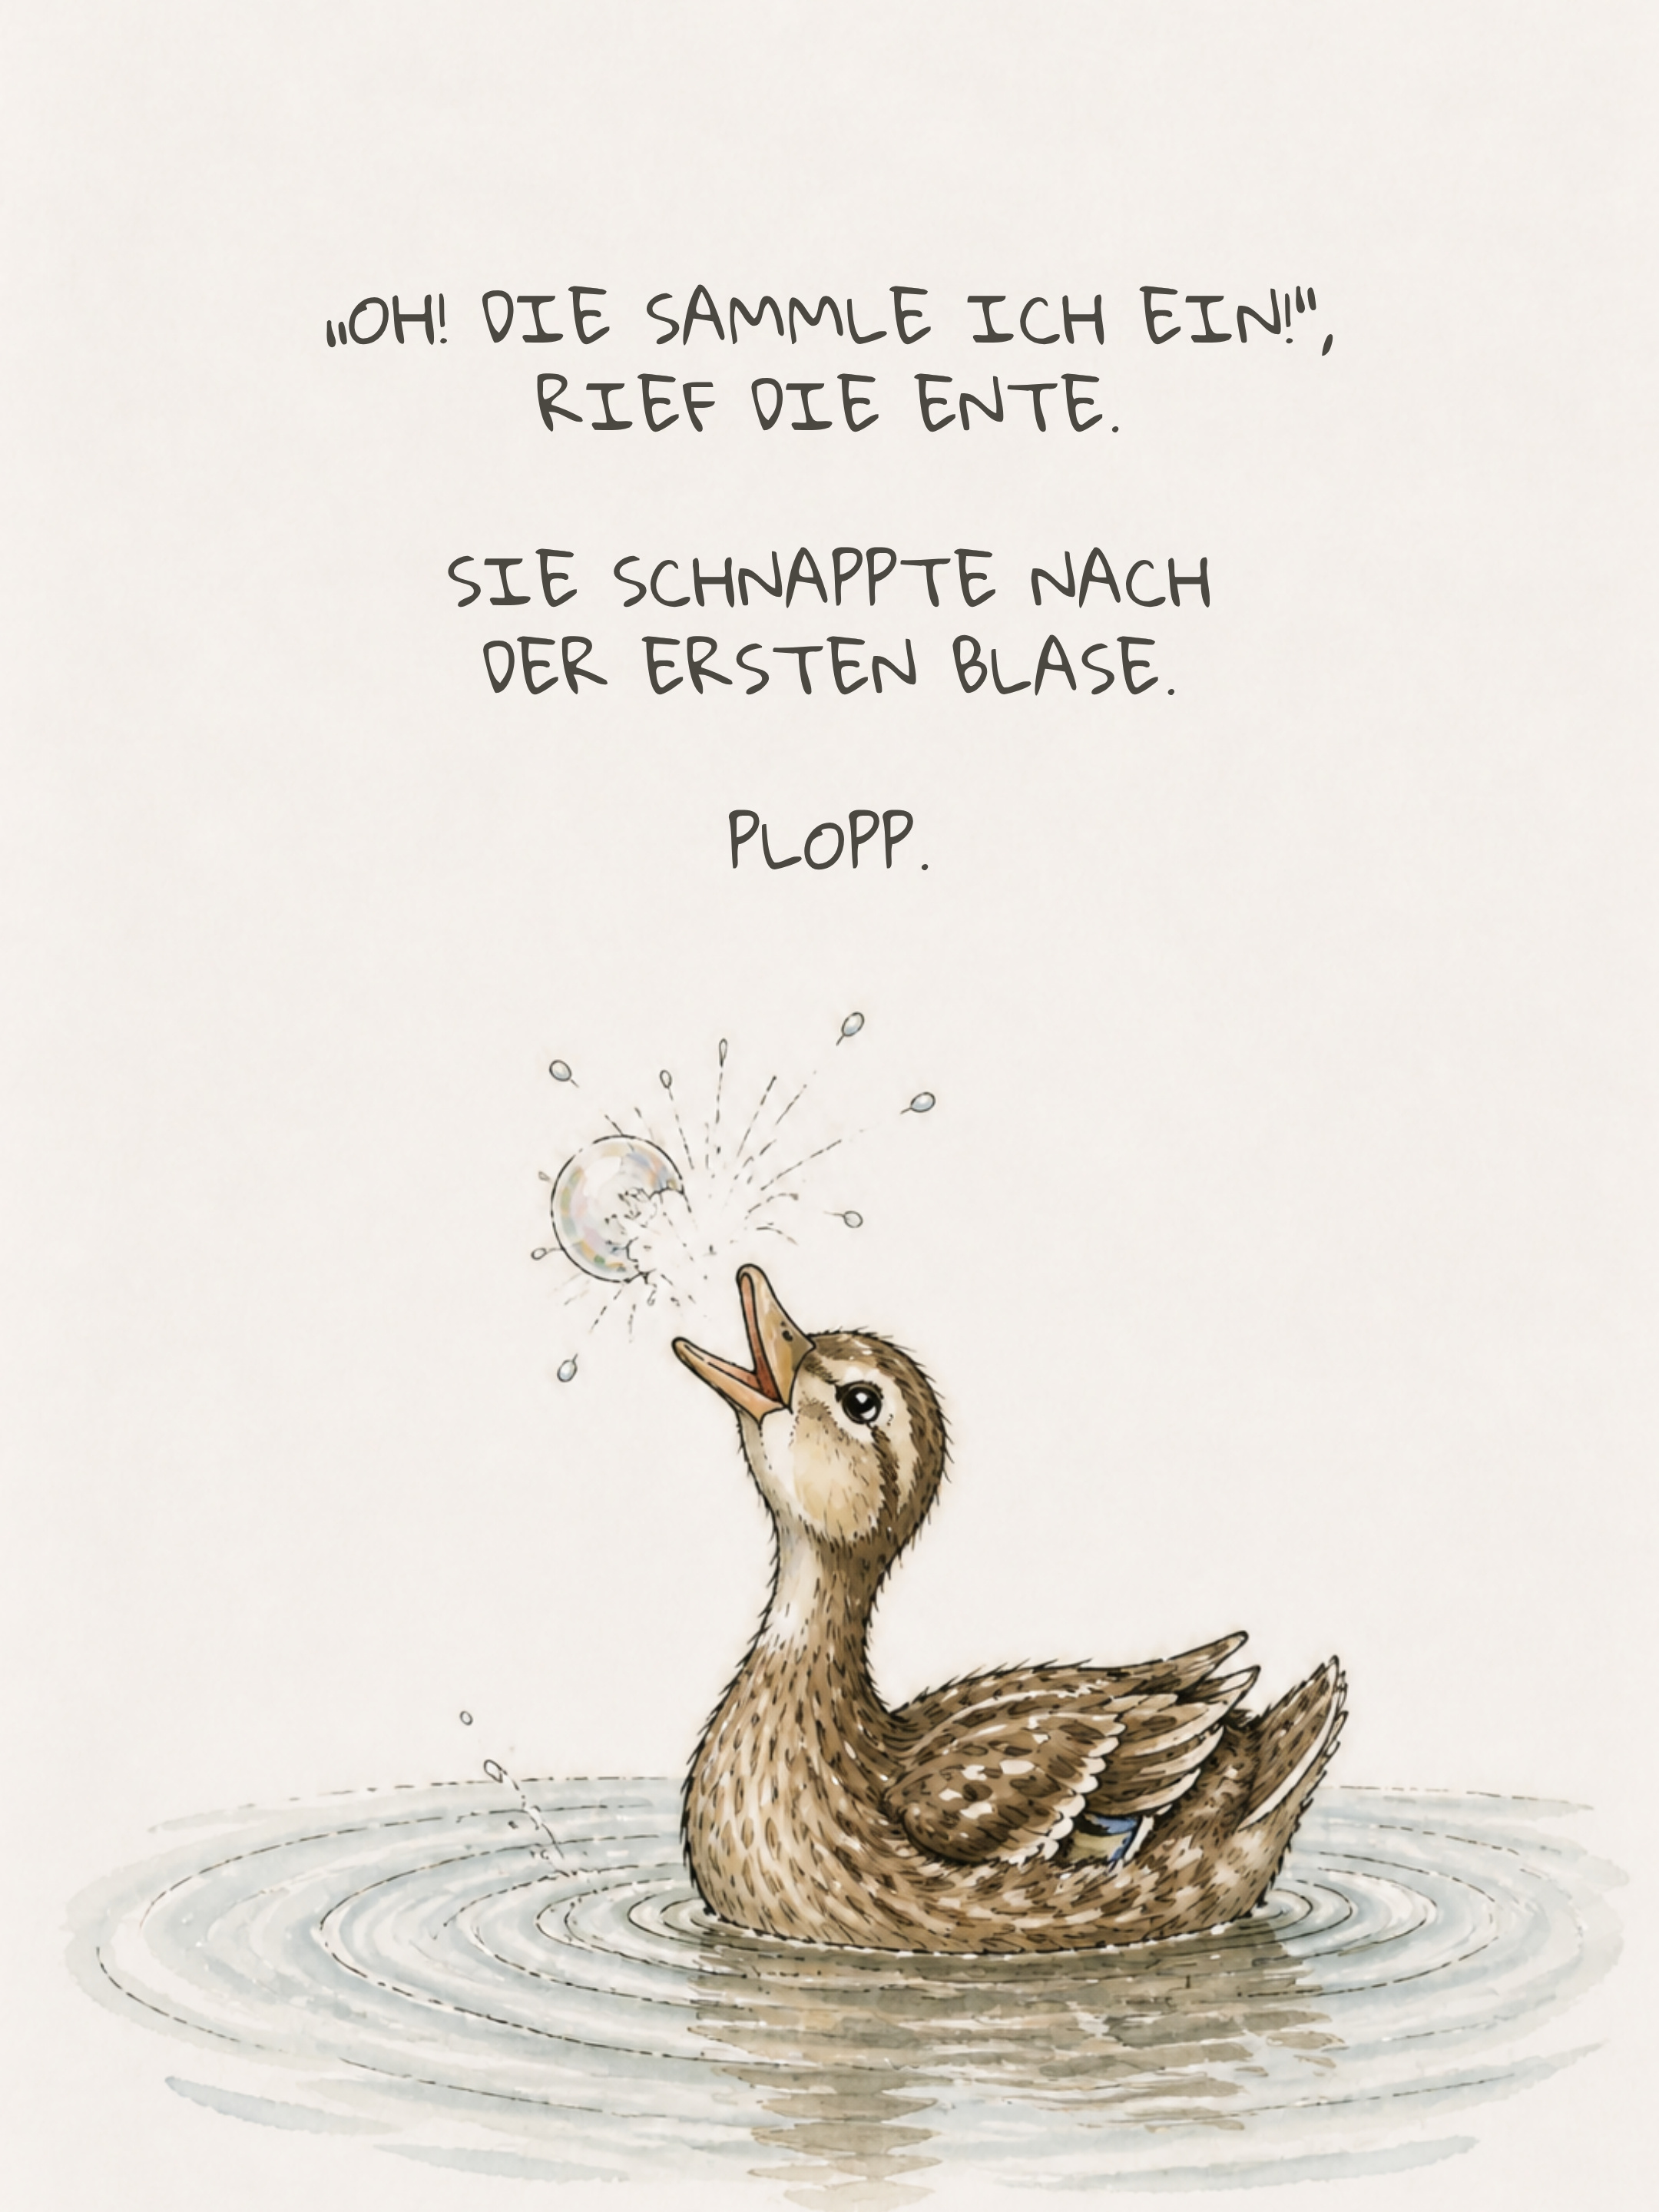 „OH! DIE SAMMLE ICH EIN!“,
RIEF DIE ENTE.
SIE SCHNAPPTE NACH
DER ERSTEN BLASE.
PLOPP.